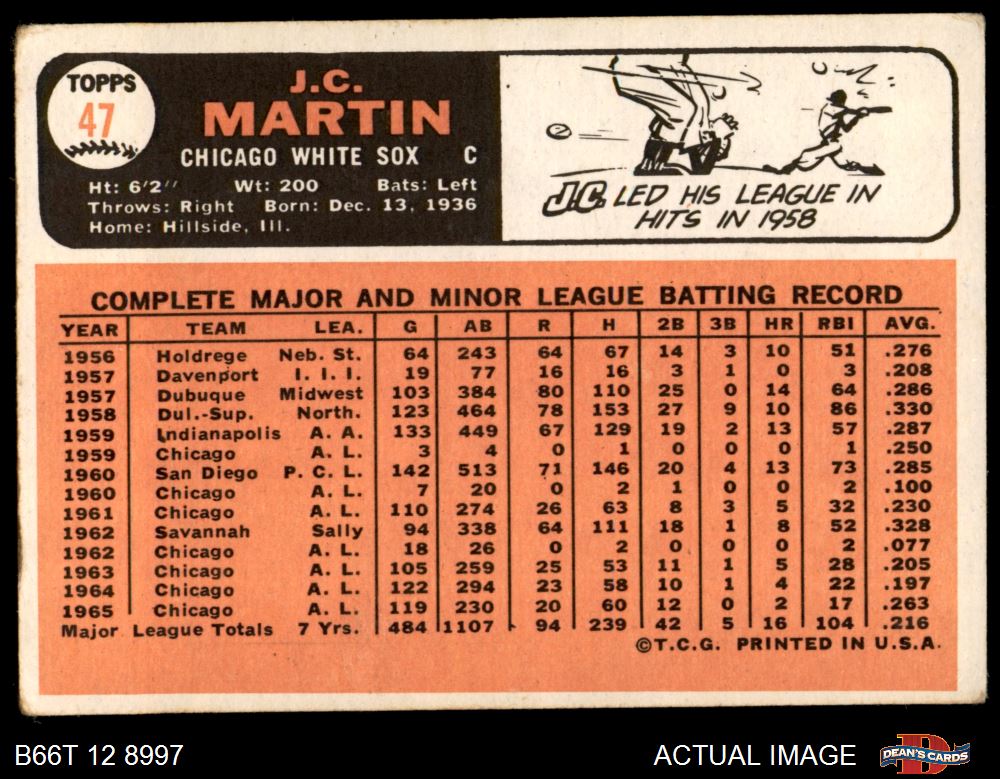 TOPPS
47
J.C.
MARTIN
CHICAGO WHITE SOX C
Ht: 6'2" Wt: 200 Bats: Left
Throws: Right Born: Dec. 13, 1936
Home: Hillside, Ill.
J.C. LED HIS LEAGUE IN
HITS IN 1958
COMPLETE MAJOR AND MINOR LEAGUE BATTING RECORD
YEAR TEAM LEA. G AB R H 2B 3B HR RBI AVG.
1956 Holdrege Neb. St. 64 243 64 67 14 3 10 51 .276
1957 Davenport I. I. I. 19 77 16 16 3 1 0 3 .208
1957 Dubuque Midwest 103 384 80 110 25 0 14 64 .286
1958 Dul.-Sup. North. 123 464 78 153 27 9 10 86 .330
1959 Indianapolis A. A. 133 449 67 129 19 2 13 57 .287
1959 Chicago A. L. 3 4 0 1 0 0 0 1 .250
1960 San Diego P. C. L. 142 513 71 146 20 4 13 73 .285
1960 Chicago A. L. 7 20 0 2 1 0 0 2 .100
1961 Chicago A. L. 110 274 26 63 8 3 5 32 .230
1962 Savannah Sally 94 338 64 111 18 1 8 52 .328
1962 Chicago A. L. 18 26 0 2 0 0 0 2 .077
1963 Chicago A. L. 105 259 25 53 11 1 5 28 .205
1964 Chicago A. L. 122 294 23 58 10 1 4 22 .197
1965 Chicago A. L. 119 230 20 60 12 0 2 17 .263
Major League Totals 7 Yrs. 484 1107 94 239 42 5 16 104 .216
©T.C.G. PRINTED IN U.S.A.
B66T 12 8997
ACTUAL IMAGE
DEAN'S CARDS